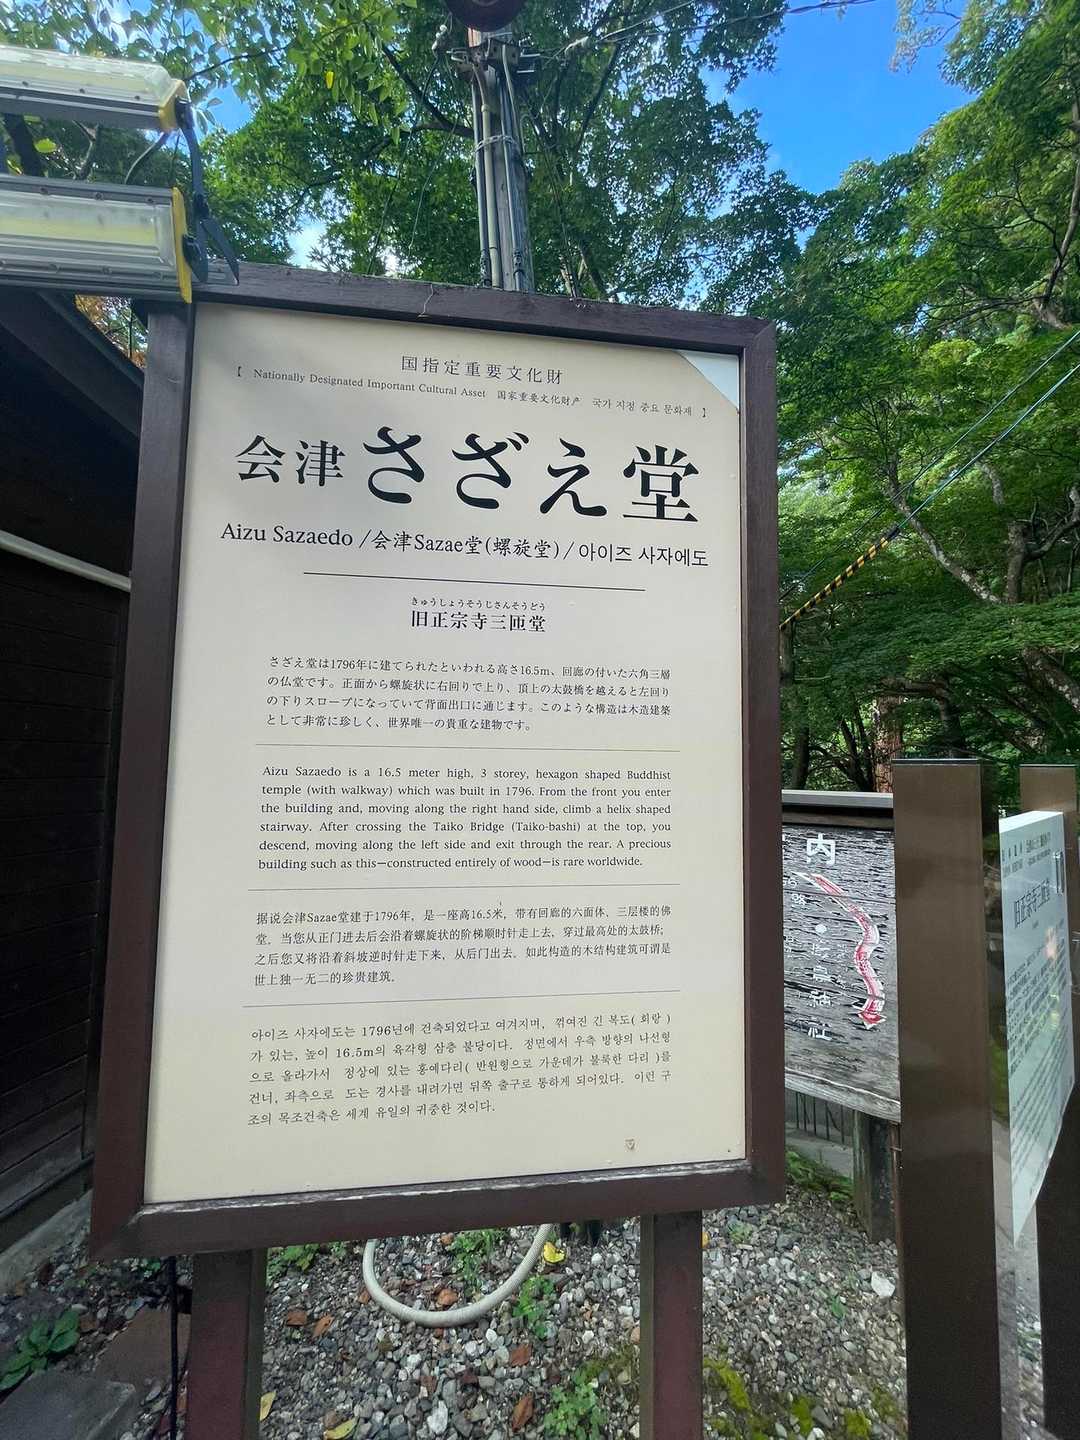 国指定重要文化財
【 Nationally Designated Important Cultural Asset 国家重要文化財产 국가 지정 중요 문화재 】
会津さざえ堂
Aizu Sazaedo /会津Sazae堂(螺旋堂) / 아이즈 사자에도
きゅうしょうそうじさんそうどう
旧正宗寺三匝堂
さざえ堂は1796年に建てられたといわれる高さ16.5m、回廊の付いた六角三層
の仏堂です。正面から螺旋状に右回りで上り、頂上の太鼓橋を越えると左回り
の下りスロープになっていて背面出口に通じます。このような構造は木造建築
として非常に珍しく、世界唯一の貴重な建物です。
Aizu Sazaedo is a 16.5 meter high, 3 storey, hexagon shaped Buddhist
temple (with walkway) which was built in 1796. From the front you enter
the building and, moving along the right hand side, climb a helix shaped
stairway. After crossing the Taiko Bridge (Taiko-bashi) at the top, you
descend, moving along the left side and exit through the rear. A precious
building such as this—constructed entirely of wood—is rare worldwide.
据说会津Sazae堂建于1796年，是一座高16.5米，带有回廊的六面体、三层楼的佛
堂。当您从正门进去后会沿着螺旋状的阶梯顺时针走上去，穿过最高处的太鼓桥；
之后您又将沿着斜坡逆时针走下来，从后门出去。如此构造的木结构建筑可谓是
世上独一无二的珍贵建筑。
아이즈 사자에도는 1796년에 건축되었다고 여겨지며, 꺾여진 긴 복도( 회랑 )
가 있는, 높이 16.5m의 육각형 삼층 불당이다. 정면에서 우측 방향의 나선형
으로 올라가서 정상에 있는 홍예다리( 반원형으로 가운데가 불룩한 다리 )를
건너, 좌측으로 도는 경사를 내려가면 뒤쪽 출구로 통하게 되어있다. 이런 구
조의 목조건축은 세계 유일의 귀중한 것이다.
内
神社
旧正宗寺三匝堂